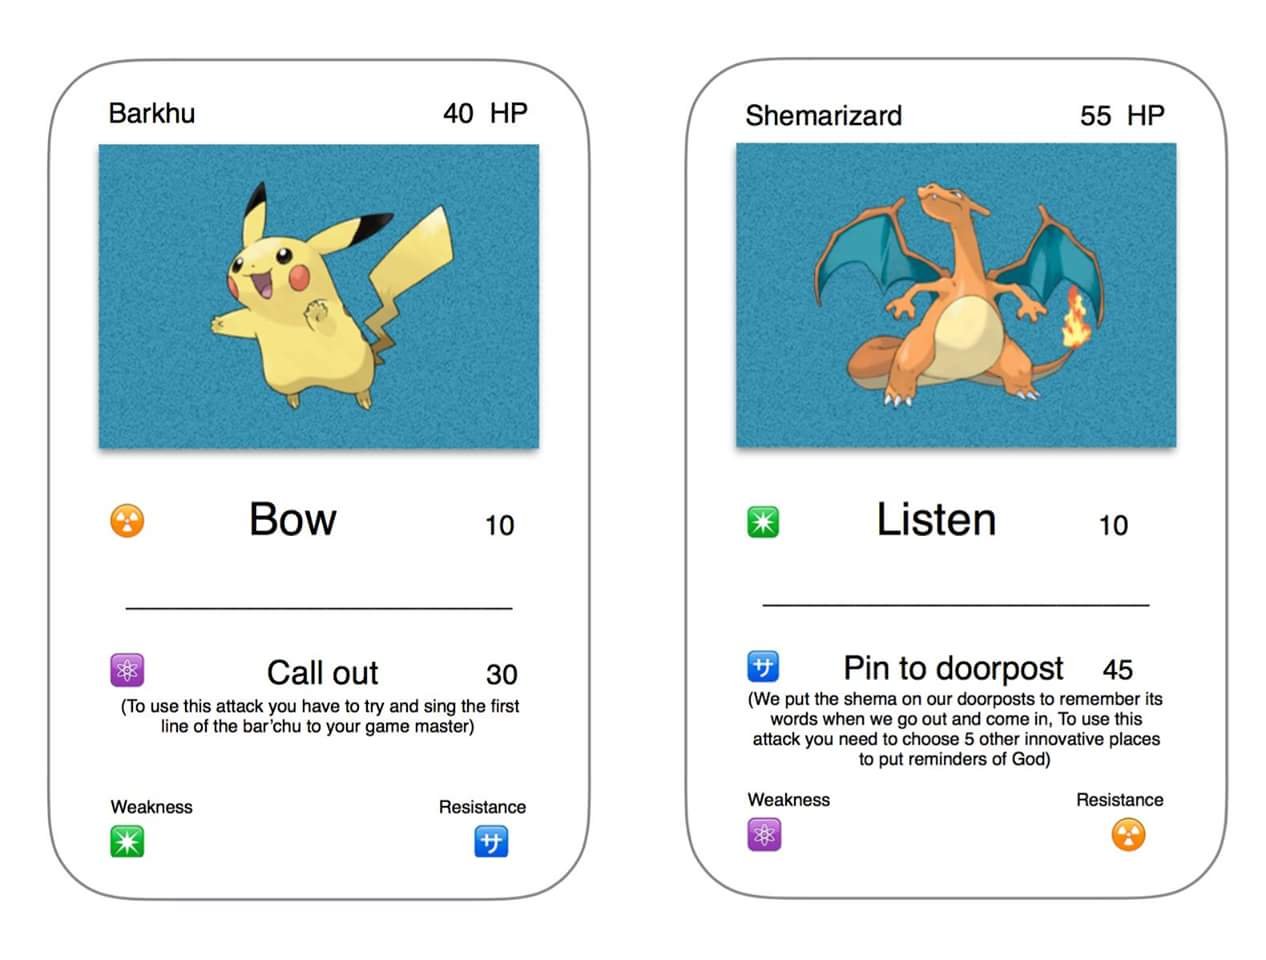 Barkhu 40 HP
Bow 10
Call out 30
(To use this attack you have to try and sing the first
line of the bar’chu to your game master)
Weakness Resistance
サ
Shemarizard 55 HP
Listen 10
サ Pin to doorpost 45
(We put the shema on our doorposts to remember its
words when we go out and come in, To use this
attack you need to choose 5 other innovative places
to put reminders of God)
Weakness Resistance